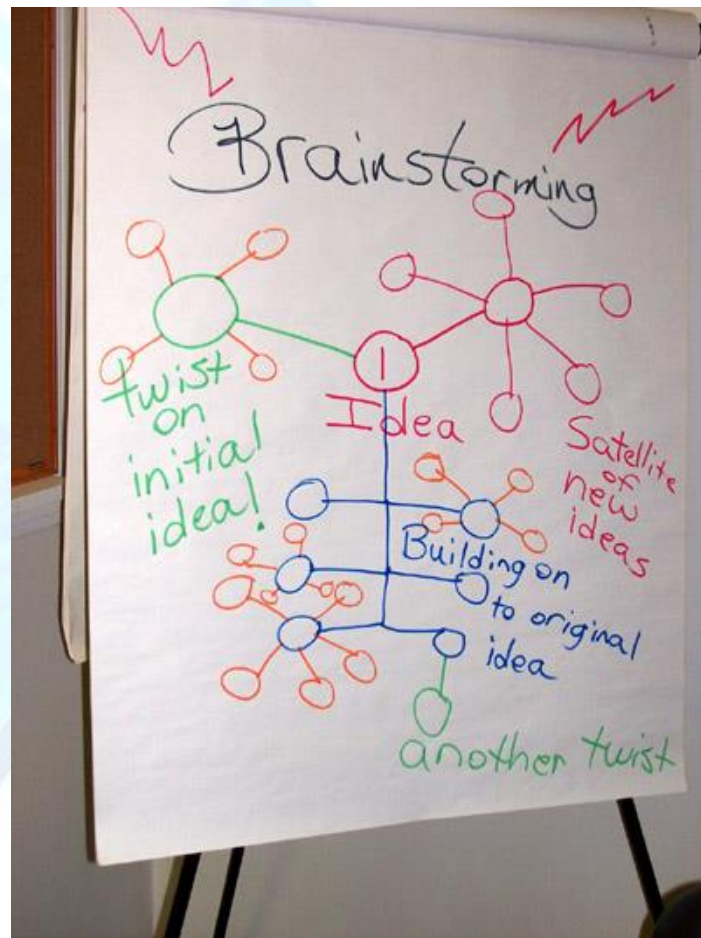 Brainstorming
1
Idea
twist
on
initial
idea!
Satellite
of
new
ideas
Building on
to original
idea
another twist